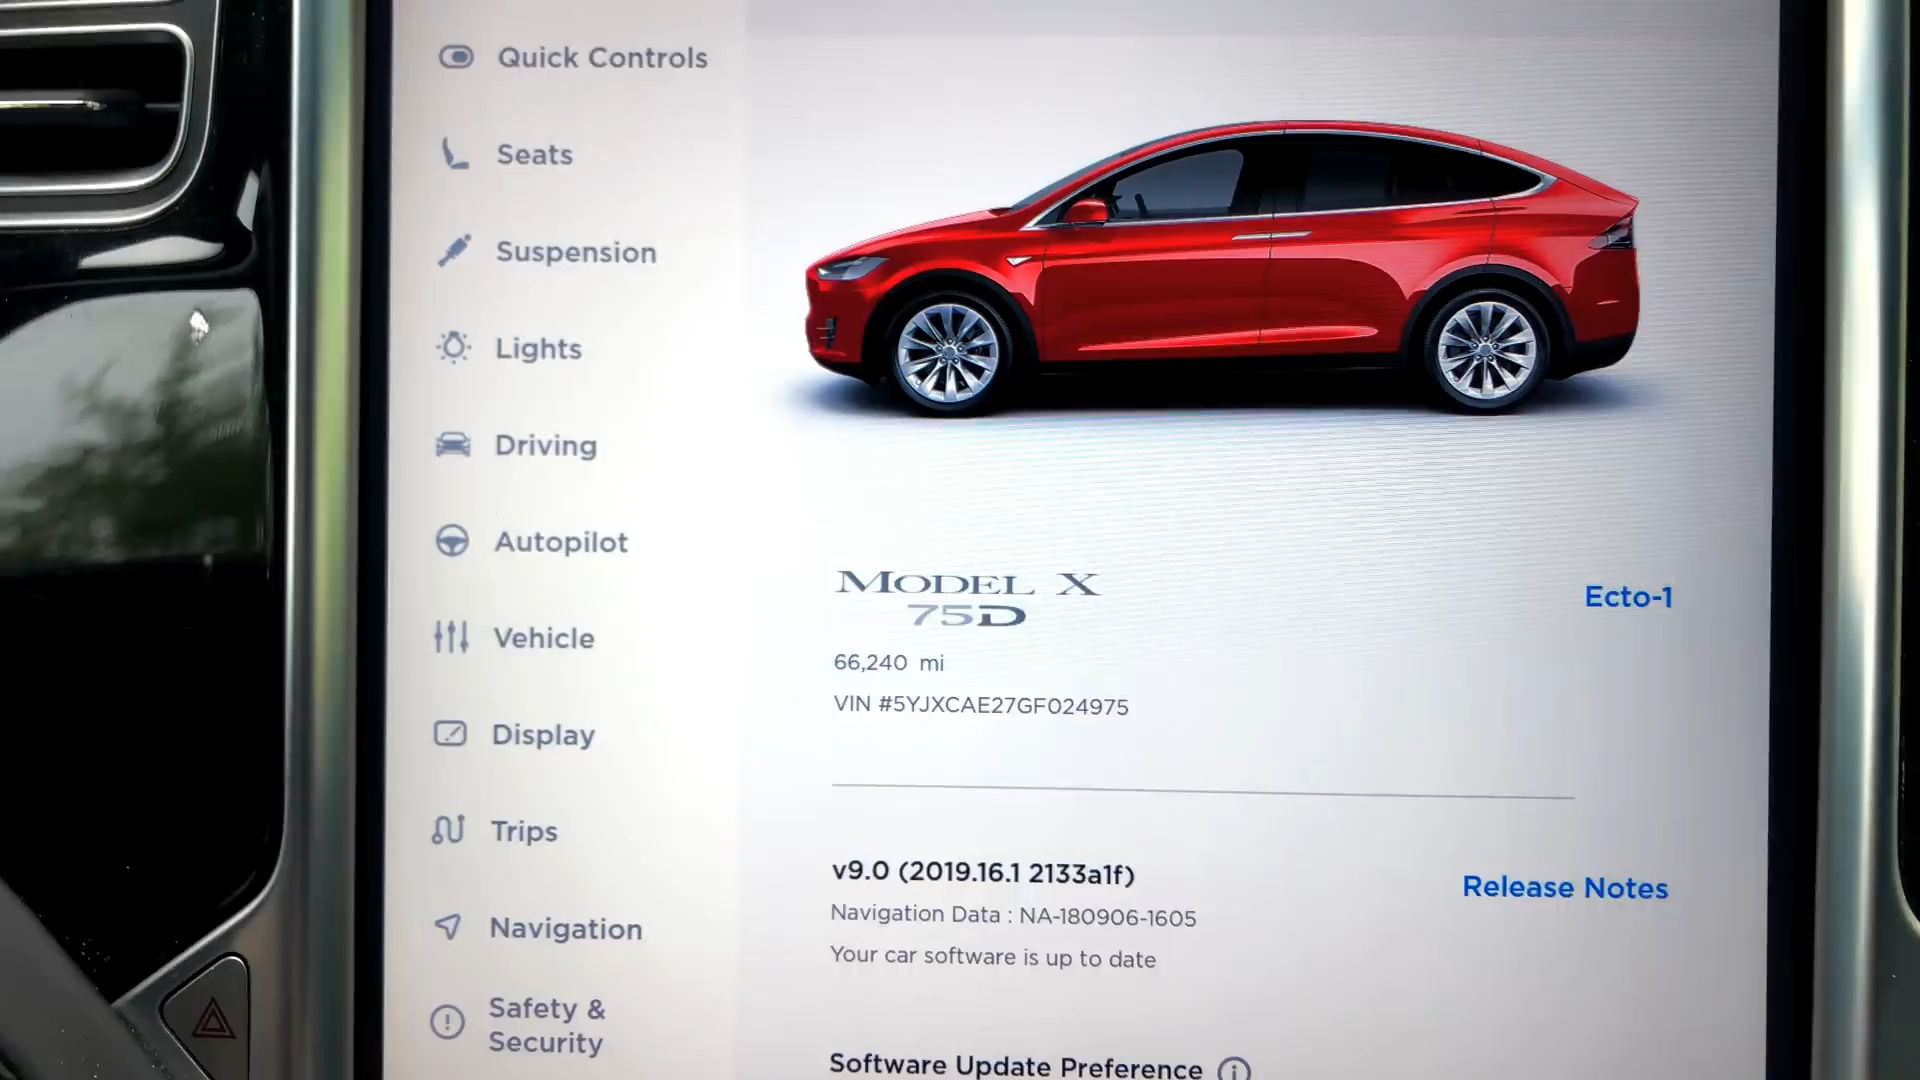 Quick Controls
Seats
Suspension
Lights
Driving
Autopilot
Vehicle
Display
Trips
Navigation
Safety &
Security
MODEL X
75D
Ecto-1
66,240 mi
VIN #5YJXCAE27GF024975
v9.0 (2019.16.1 2133a1f)
Release Notes
Navigation Data : NA-180906-1605
Your car software is up to date
Software Update Preference